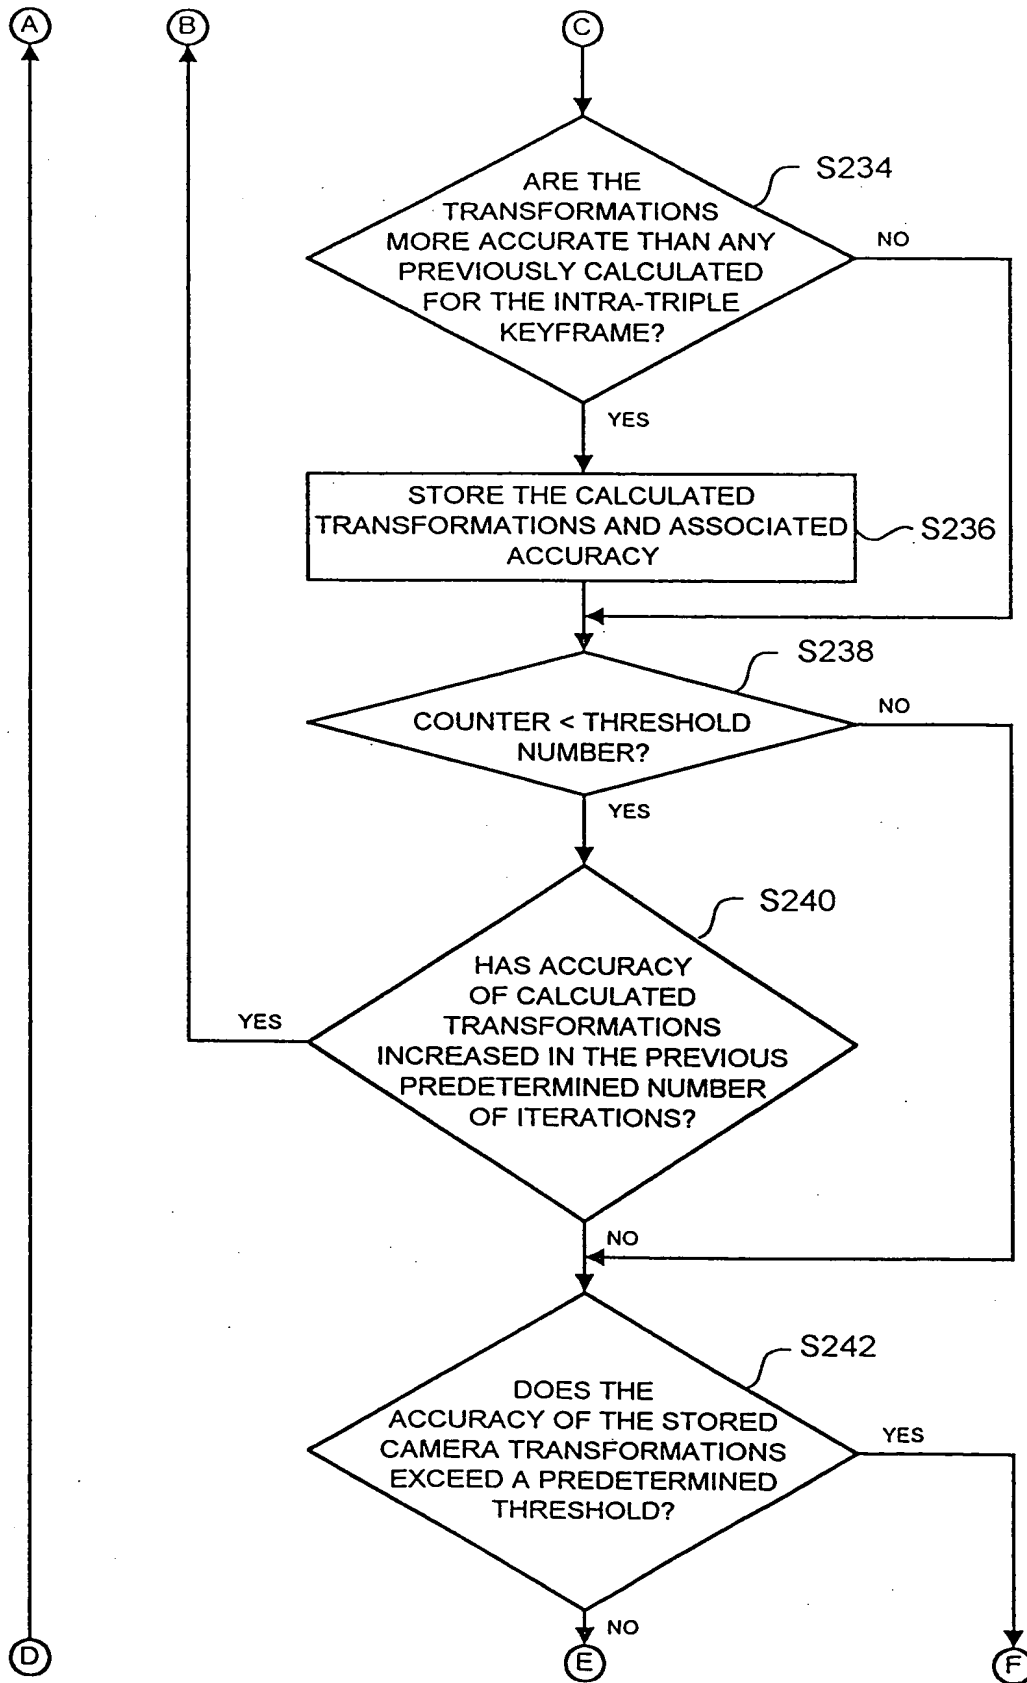 A
B
C
S234
ARE THE
TRANSFORMATIONS
MORE ACCURATE THAN ANY
PREVIOUSLY CALCULATED
FOR THE INTRA-TRIPLE
KEYFRAME?
NO
YES
STORE THE CALCULATED
TRANSFORMATIONS AND ASSOCIATED
ACCURACY
S236
S238
COUNTER < THRESHOLD
NUMBER?
NO
YES
S240
HAS ACCURACY
OF CALCULATED
TRANSFORMATIONS
INCREASED IN THE PREVIOUS
PREDETERMINED NUMBER
OF ITERATIONS?
YES
NO
S242
DOES THE
ACCURACY OF THE STORED
CAMERA TRANSFORMATIONS
EXCEED A PREDETERMINED
THRESHOLD?
YES
NO
D
E
F